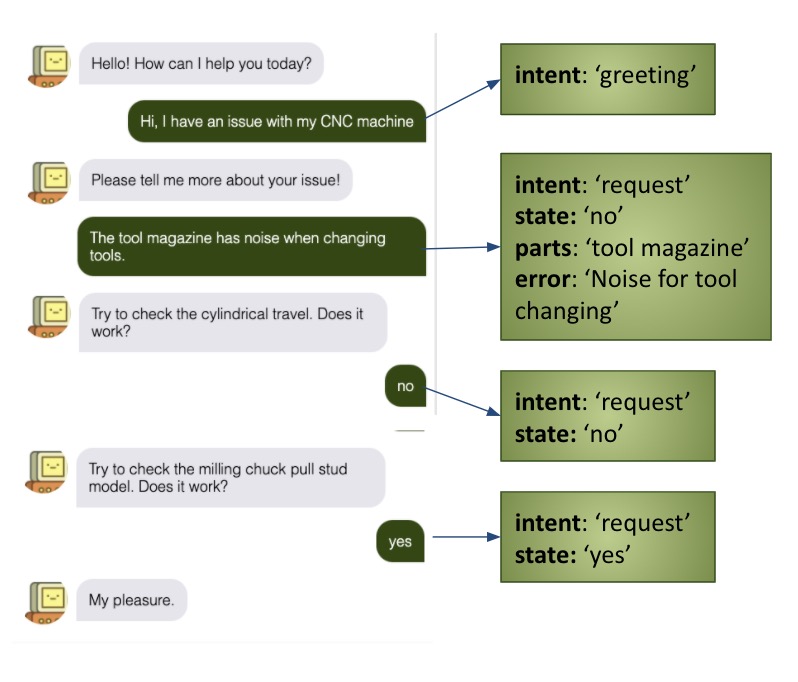 Hello! How can I help you today?
intent: ‘greeting’
Hi, I have an issue with my CNC machine
Please tell me more about your issue!
The tool magazine has noise when changing
tools.
intent: ‘request’
state: ‘no’
parts: ‘tool magazine’
error: ‘Noise for tool
changing’
Try to check the cylindrical travel. Does it
work?
no
intent: ‘request’
state: ‘no’
Try to check the milling chuck pull stud
model. Does it work?
yes
intent: ‘request’
state: ‘yes’
My pleasure.